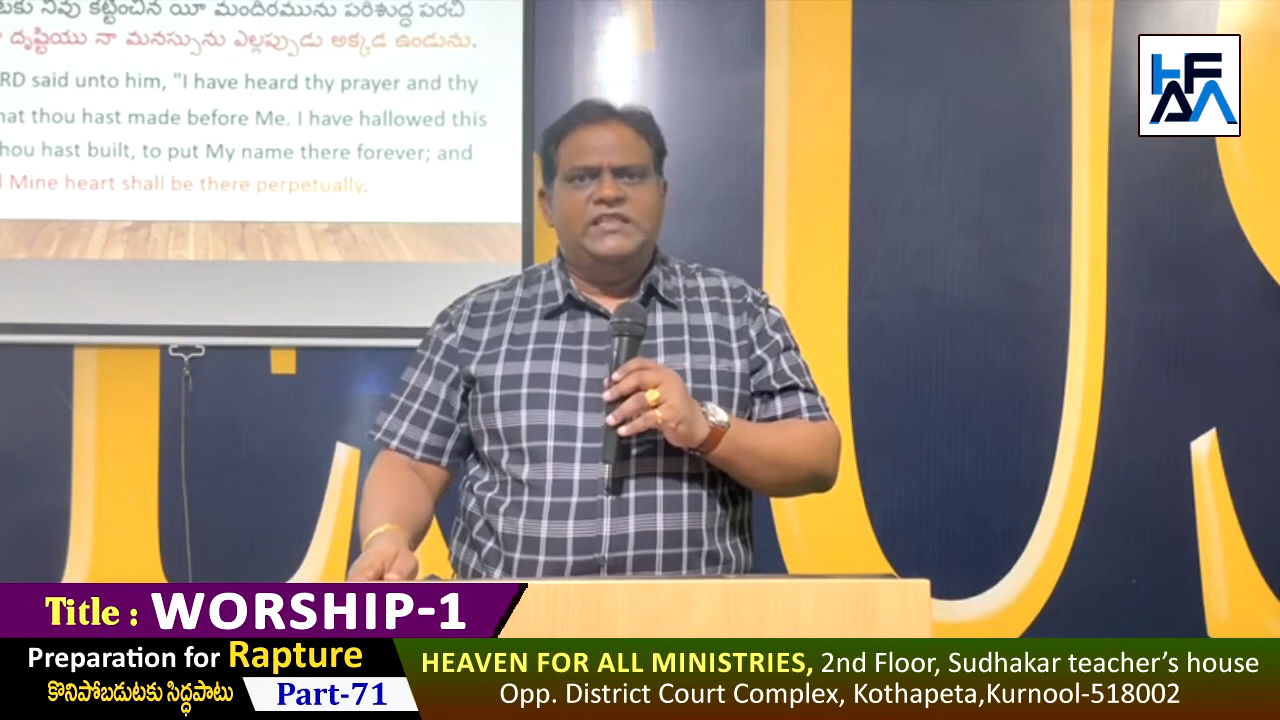 నీవు కట్టించిన యీ మందిరమును పరిశుద్ధ పరచి
దృష్టియు నా మనస్సును ఎల్లప్పుడు అక్కడ ఉండును.
RD said unto him, "I have heard thy prayer and thy
hat thou hast made before Me. I have hallowed this
hou hast built, to put My name there forever; and
Mine heart shall be there perpetually.
HFAM
Title : WORSHIP-1
Preparation for Rapture
కొనిపోబడుటకు సిద్ధపాటు
Part-71
HEAVEN FOR ALL MINISTRIES, 2nd Floor, Sudhakar teacher's house
Opp. District Court Complex, Kothapeta,Kurnool-518002